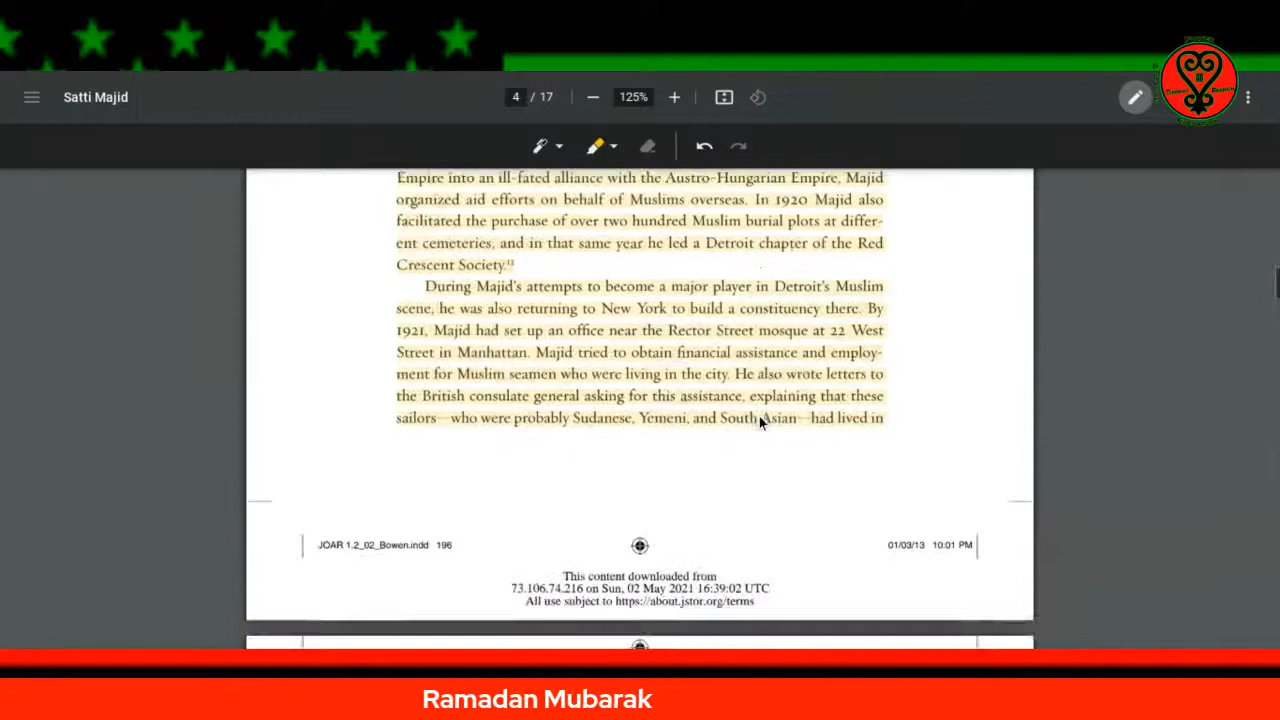 Satti Majid
4 / 17
125%
Empire into an ill-fated alliance with the Austro-Hungarian Empire, Majid
organized aid efforts on behalf of Muslims overseas. In 1920 Majid also
facilitated the purchase of over two hundred Muslim burial plots at differ-
ent cemeteries, and in that same year he led a Detroit chapter of the Red
Crescent Society.13
During Majid's attempts to become a major player in Detroit's Muslim
scene, he was also returning to New York to build a constituency there. By
1921, Majid had set up an office near the Rector Street mosque at 22 West
Street in Manhattan. Majid tried to obtain financial assistance and employ-
ment for Muslim seamen who were living in the city. He also wrote letters to
the British consulate general asking for this assistance, explaining that these
sailors—who were probably Sudanese, Yemeni, and South Asian—had lived in
JOAR 1.2_02_Bowen.indd 196
01/03/13 10:01 PM
This content downloaded from
73.106.74.216 on Sun, 02 May 2021 16:39:02 UTC
All use subject to https://about.jstor.org/terms
Ramadan Mubarak